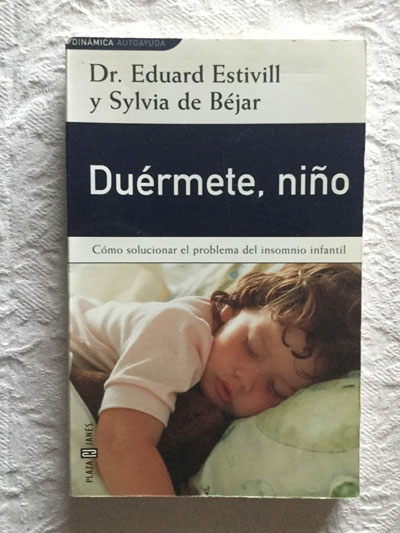 DINÁMICA AUTOAYUDA
Dr. Eduard Estivill
y Sylvia de Béjar
Duérmete, niño
Cómo solucionar el problema del insomnio infantil
PLAZA JANÉS